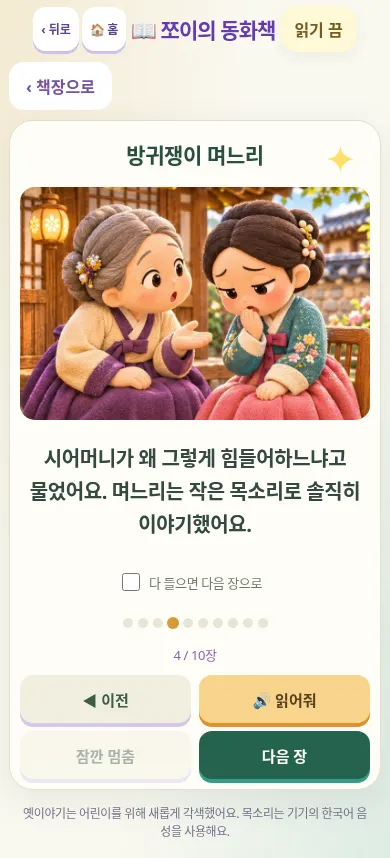 ‹ 뒤로 🏠 홈 📖 쪼이의 동화책 읽기 끔
‹ 책장으로
방귀쟁이 며느리
시어머니가 왜 그렇게 힘들어하느냐고
물었어요. 며느리는 작은 목소리로 솔직히
이야기했어요.
다 들으면 다음 장으로
4 / 10장
◀ 이전 🔊 읽어줘
잠깐 멈춤 다음 장
옛이야기는 어린이를 위해 새롭게 각색했어요. 목소리는 기기의 한국어 음
성을 사용해요.